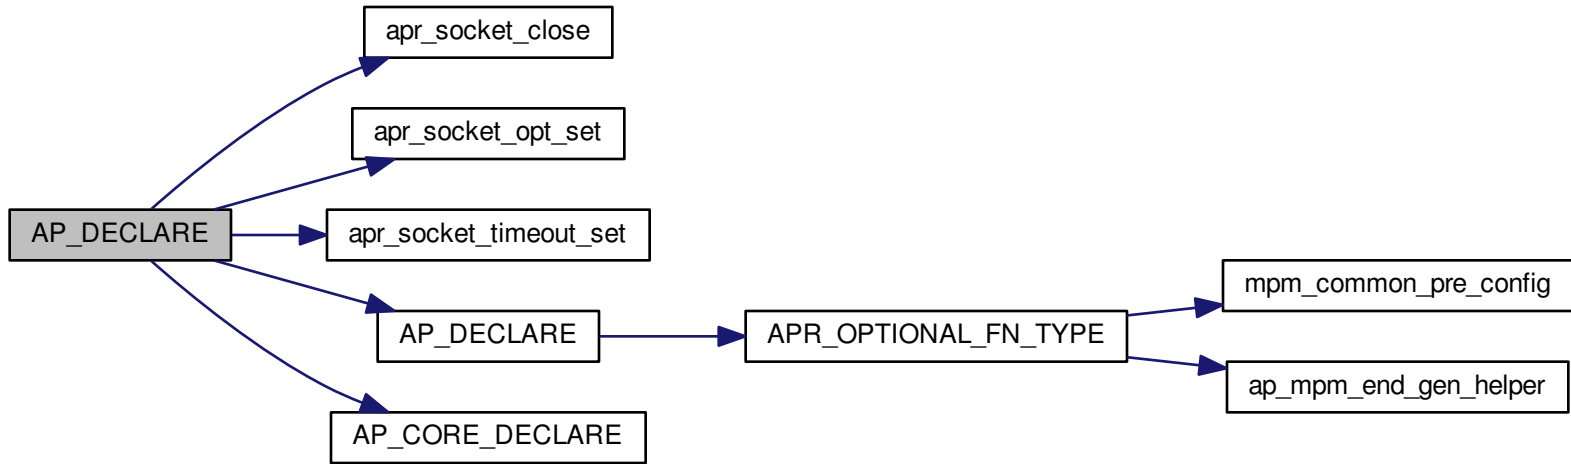 apr_socket_close
apr_socket_opt_set
AP_DECLARE
apr_socket_timeout_set
mpm_common_pre_config
AP_DECLARE
APR_OPTIONAL_FN_TYPE
ap_mpm_end_gen_helper
AP_CORE_DECLARE